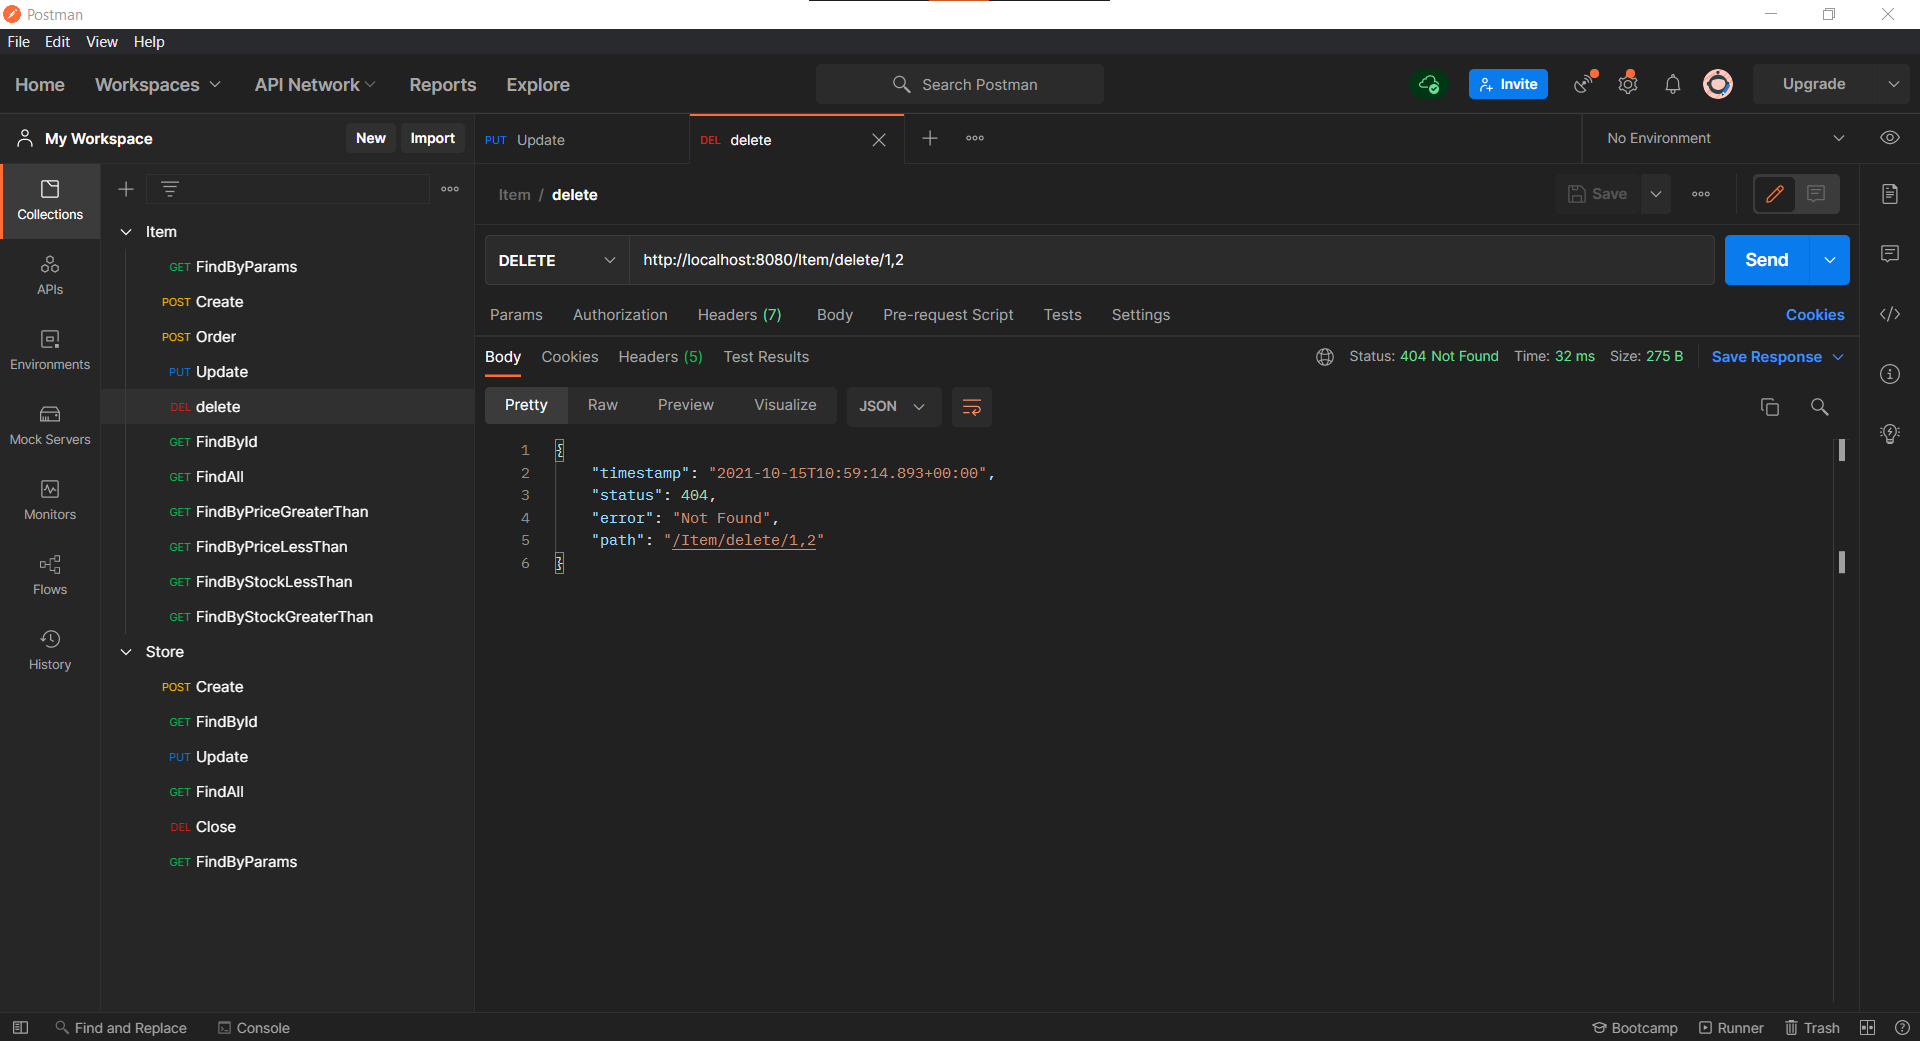 Postman
File Edit View Help
Home Workspaces API Network Reports Explore Search Postman Invite Upgrade
My Workspace New Import PUT Update DEL delete No Environment
Collections
APIs
Environments
Mock Servers
Monitors
Flows
History
Item
GET FindByParams
POST Create
POST Order
PUT Update
DEL delete
GET FindById
GET FindAll
GET FindByPriceGreaterThan
GET FindByPriceLessThan
GET FindByStockLessThan
GET FindByStockGreaterThan
Store
POST Create
GET FindById
PUT Update
GET FindAll
DEL Close
GET FindByParams
Item / delete Save
DELETE http://localhost:8080/Item/delete/1,2 Send
Params Authorization Headers (7) Body Pre-request Script Tests Settings Cookies
Body Cookies Headers (5) Test Results Status: 404 Not Found Time: 32 ms Size: 275 B Save Response
Pretty Raw Preview Visualize JSON
1 {
2 "timestamp": "2021-10-15T10:59:14.893+00:00",
3 "status": 404,
4 "error": "Not Found",
5 "path": "/Item/delete/1,2"
6 }
Find and Replace Console Bootcamp Runner Trash